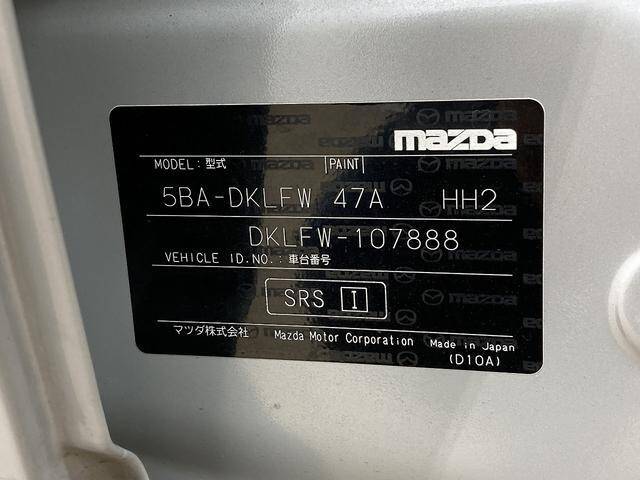 mazda
MODEL: 型式 PAINT
5BA-DKLFW 47A HH2
DKLFW-107888
VEHICLE ID.NO.: 車台番号
SRS I
マツダ株式会社 Mazda Motor Corporation Made in Japan
(D10A)